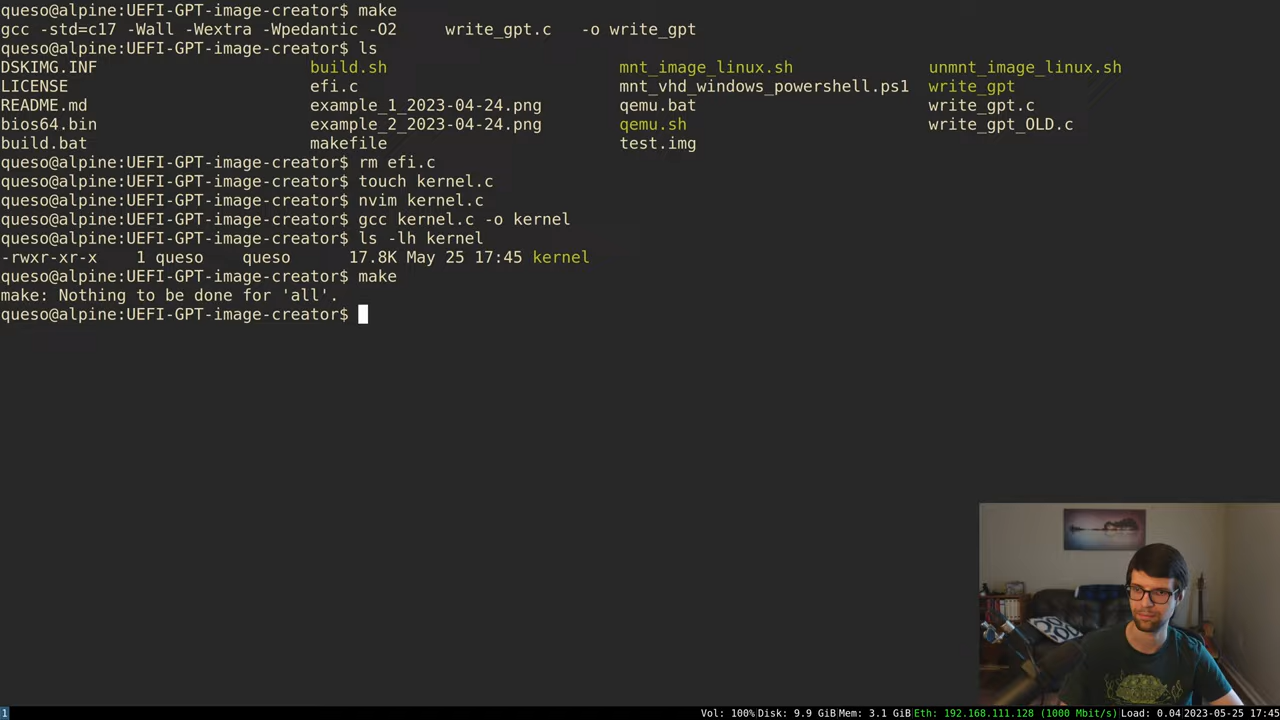 queso@alpine:UEFI-GPT-image-creator$ make
gcc -std=c17 -Wall -Wextra -Wpedantic -O2     write_gpt.c   -o write_gpt
queso@alpine:UEFI-GPT-image-creator$ ls
DSKIMG.INF                      build.sh                        mnt_image_linux.sh              unmnt_image_linux.sh
LICENSE                         efi.c                           mnt_vhd_windows_powershell.ps1  write_gpt
README.md                       example_1_2023-04-24.png        qemu.bat                        write_gpt.c
bios64.bin                      example_2_2023-04-24.png        qemu.sh                         write_gpt_OLD.c
build.bat                       makefile                        test.img
queso@alpine:UEFI-GPT-image-creator$ rm efi.c
queso@alpine:UEFI-GPT-image-creator$ touch kernel.c
queso@alpine:UEFI-GPT-image-creator$ nvim kernel.c
queso@alpine:UEFI-GPT-image-creator$ gcc kernel.c -o kernel
queso@alpine:UEFI-GPT-image-creator$ ls -lh kernel
-rwxr-xr-x    1 queso    queso      17.8K May 25 17:45 kernel
queso@alpine:UEFI-GPT-image-creator$ make
make: Nothing to be done for 'all'.
queso@alpine:UEFI-GPT-image-creator$
1 Vol: 100% Disk: 9.9 GiB Mem: 3.1 GiB Eth: 192.168.111.128 (1000 Mbit/s) Load: 0.04 2023-05-25 17:45